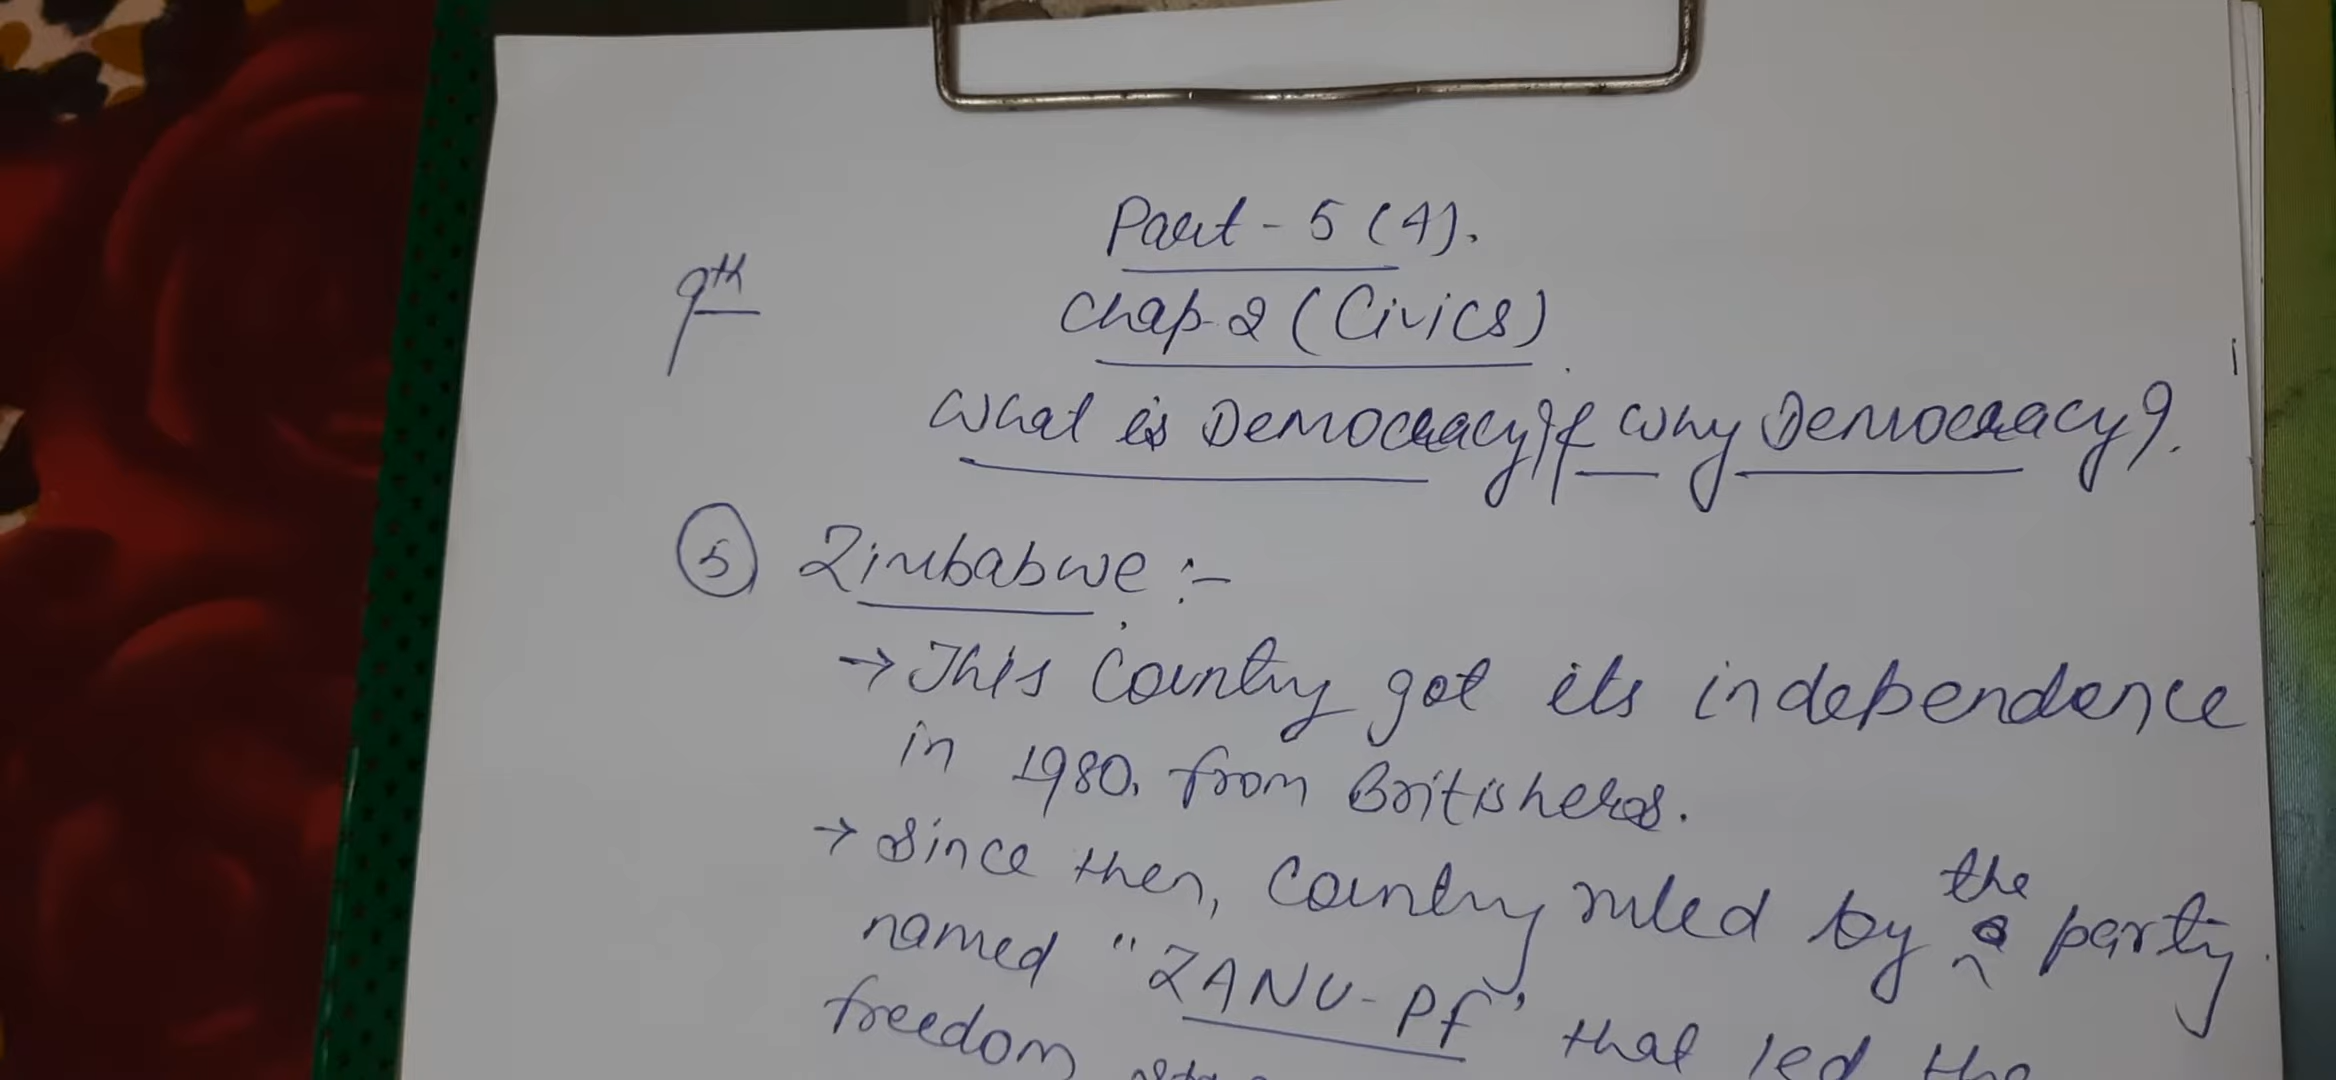 Part - 5 (4).
9th
Chap-2 (Civics)
What is Democracy? & Why Democracy?
5 Zimbabwe :-
→ This Country got its independence
in 1980, from Britishers.
→ Since then, Country ruled by the party
named "ZANU-PF" that led the
freedom